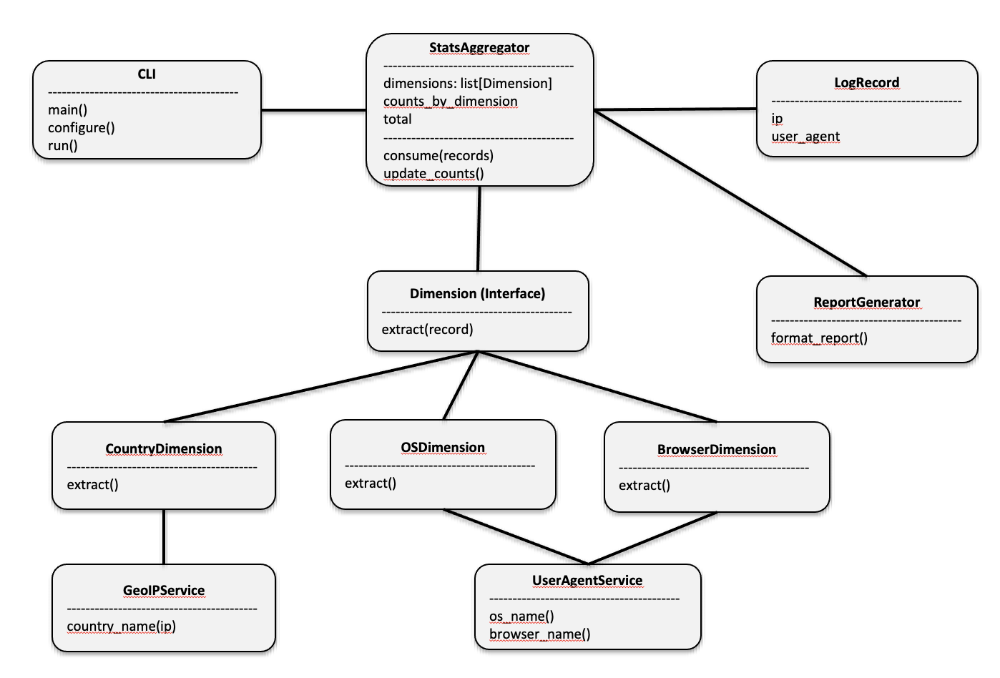 CLI
main()
configure()
run()
StatsAggregator
dimensions: list[Dimension]
counts_by_dimension
total
consume(records)
update_counts()
LogRecord
ip
user_agent
Dimension (Interface)
extract(record)
ReportGenerator
format_report()
CountryDimension
extract()
OSDimension
extract()
BrowserDimension
extract()
GeoIPService
country_name(ip)
UserAgentService
os_name()
browser_name()